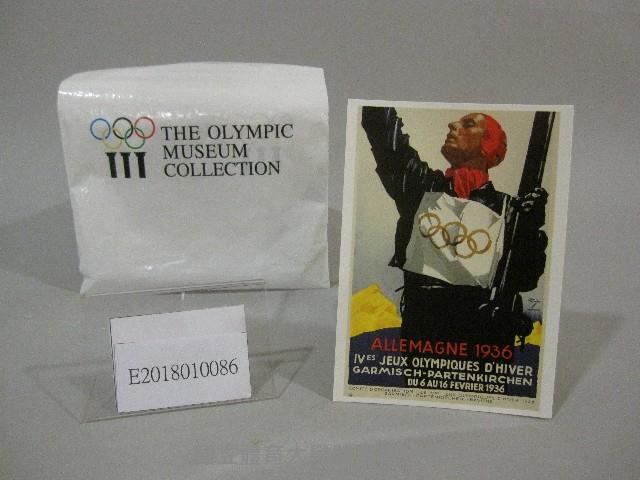 THE OLYMPIC
MUSEUM
COLLECTION
E2018010086
ALLEMAGNE 1936
IVES JEUX OLYMPIQUES D'HIVER
GARMISCH-PARTENKIRCHEN
DU 6 AU 16 FEVRIER 1936